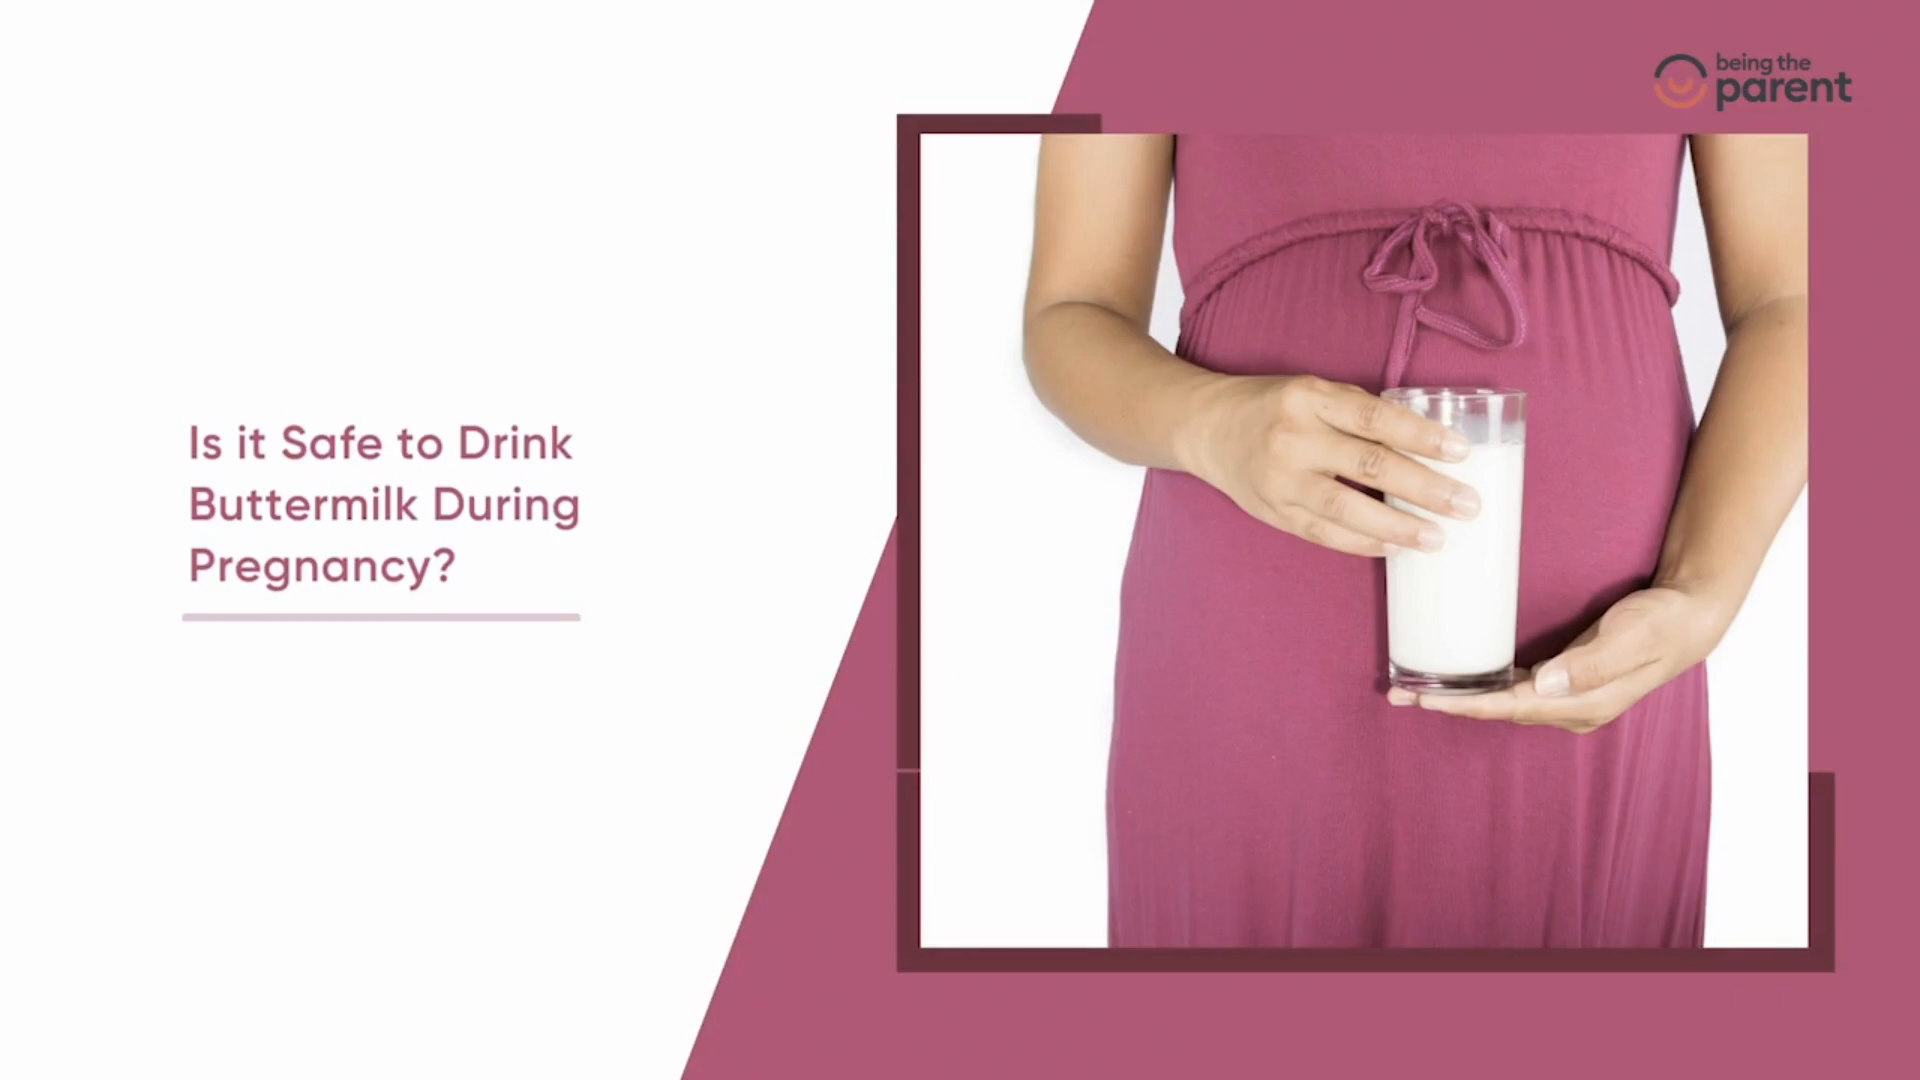 being the
parent
Is it Safe to Drink
Buttermilk During
Pregnancy?